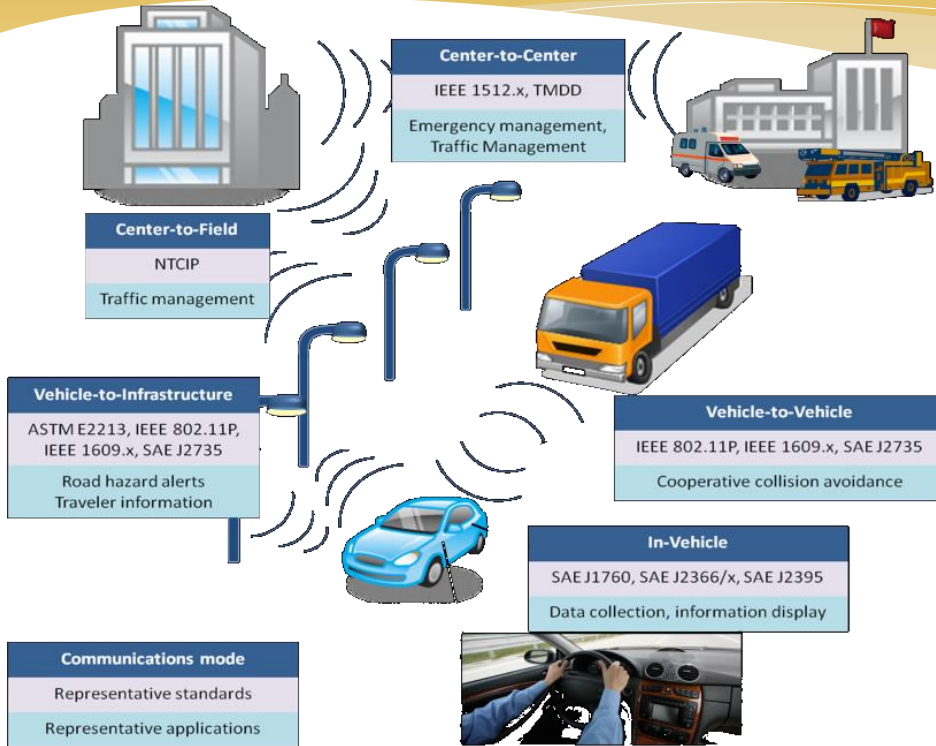 Center-to-Center
IEEE 1512.x, TMDD
Emergency management,
Traffic Management
Center-to-Field
NTCIP
Traffic management
Vehicle-to-Infrastructure
ASTM E2213, IEEE 802.11P,
IEEE 1609.x, SAE J2735
Road hazard alerts
Traveler information
Vehicle-to-Vehicle
IEEE 802.11P, IEEE 1609.x, SAE J2735
Cooperative collision avoidance
In-Vehicle
SAE J1760, SAE J2366/x, SAE J2395
Data collection, information display
Communications mode
Representative standards
Representative applications